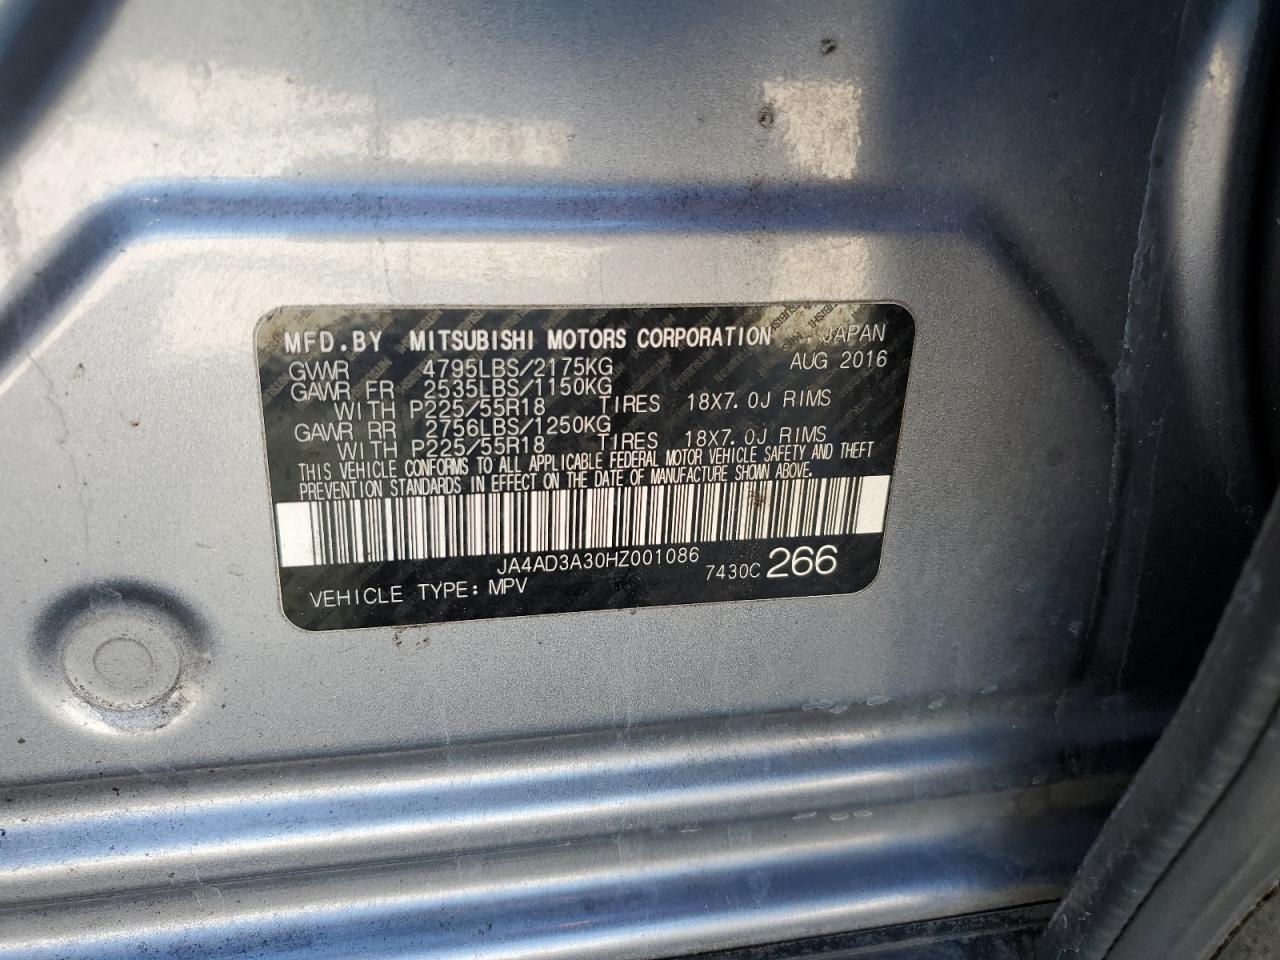 MFD.BY MITSUBISHI MOTORS CORPORATION JAPAN
GVWR 4795LBS/2175KG AUG 2016
GAWR FR 2535LBS/1150KG
WITH P225/55R18 TIRES 18X7.0J RIMS
GAWR RR 2756LBS/1250KG
WITH P225/55R18 TIRES 18X7.0J RIMS
THIS VEHICLE CONFORMS TO ALL APPLICABLE FEDERAL MOTOR VEHICLE SAFETY AND THEFT
PREVENTION STANDARDS IN EFFECT ON THE DATE OF MANUFACTURE SHOWN ABOVE.
JA4AD3A30HZ001086
7430C 266
VEHICLE TYPE: MPV